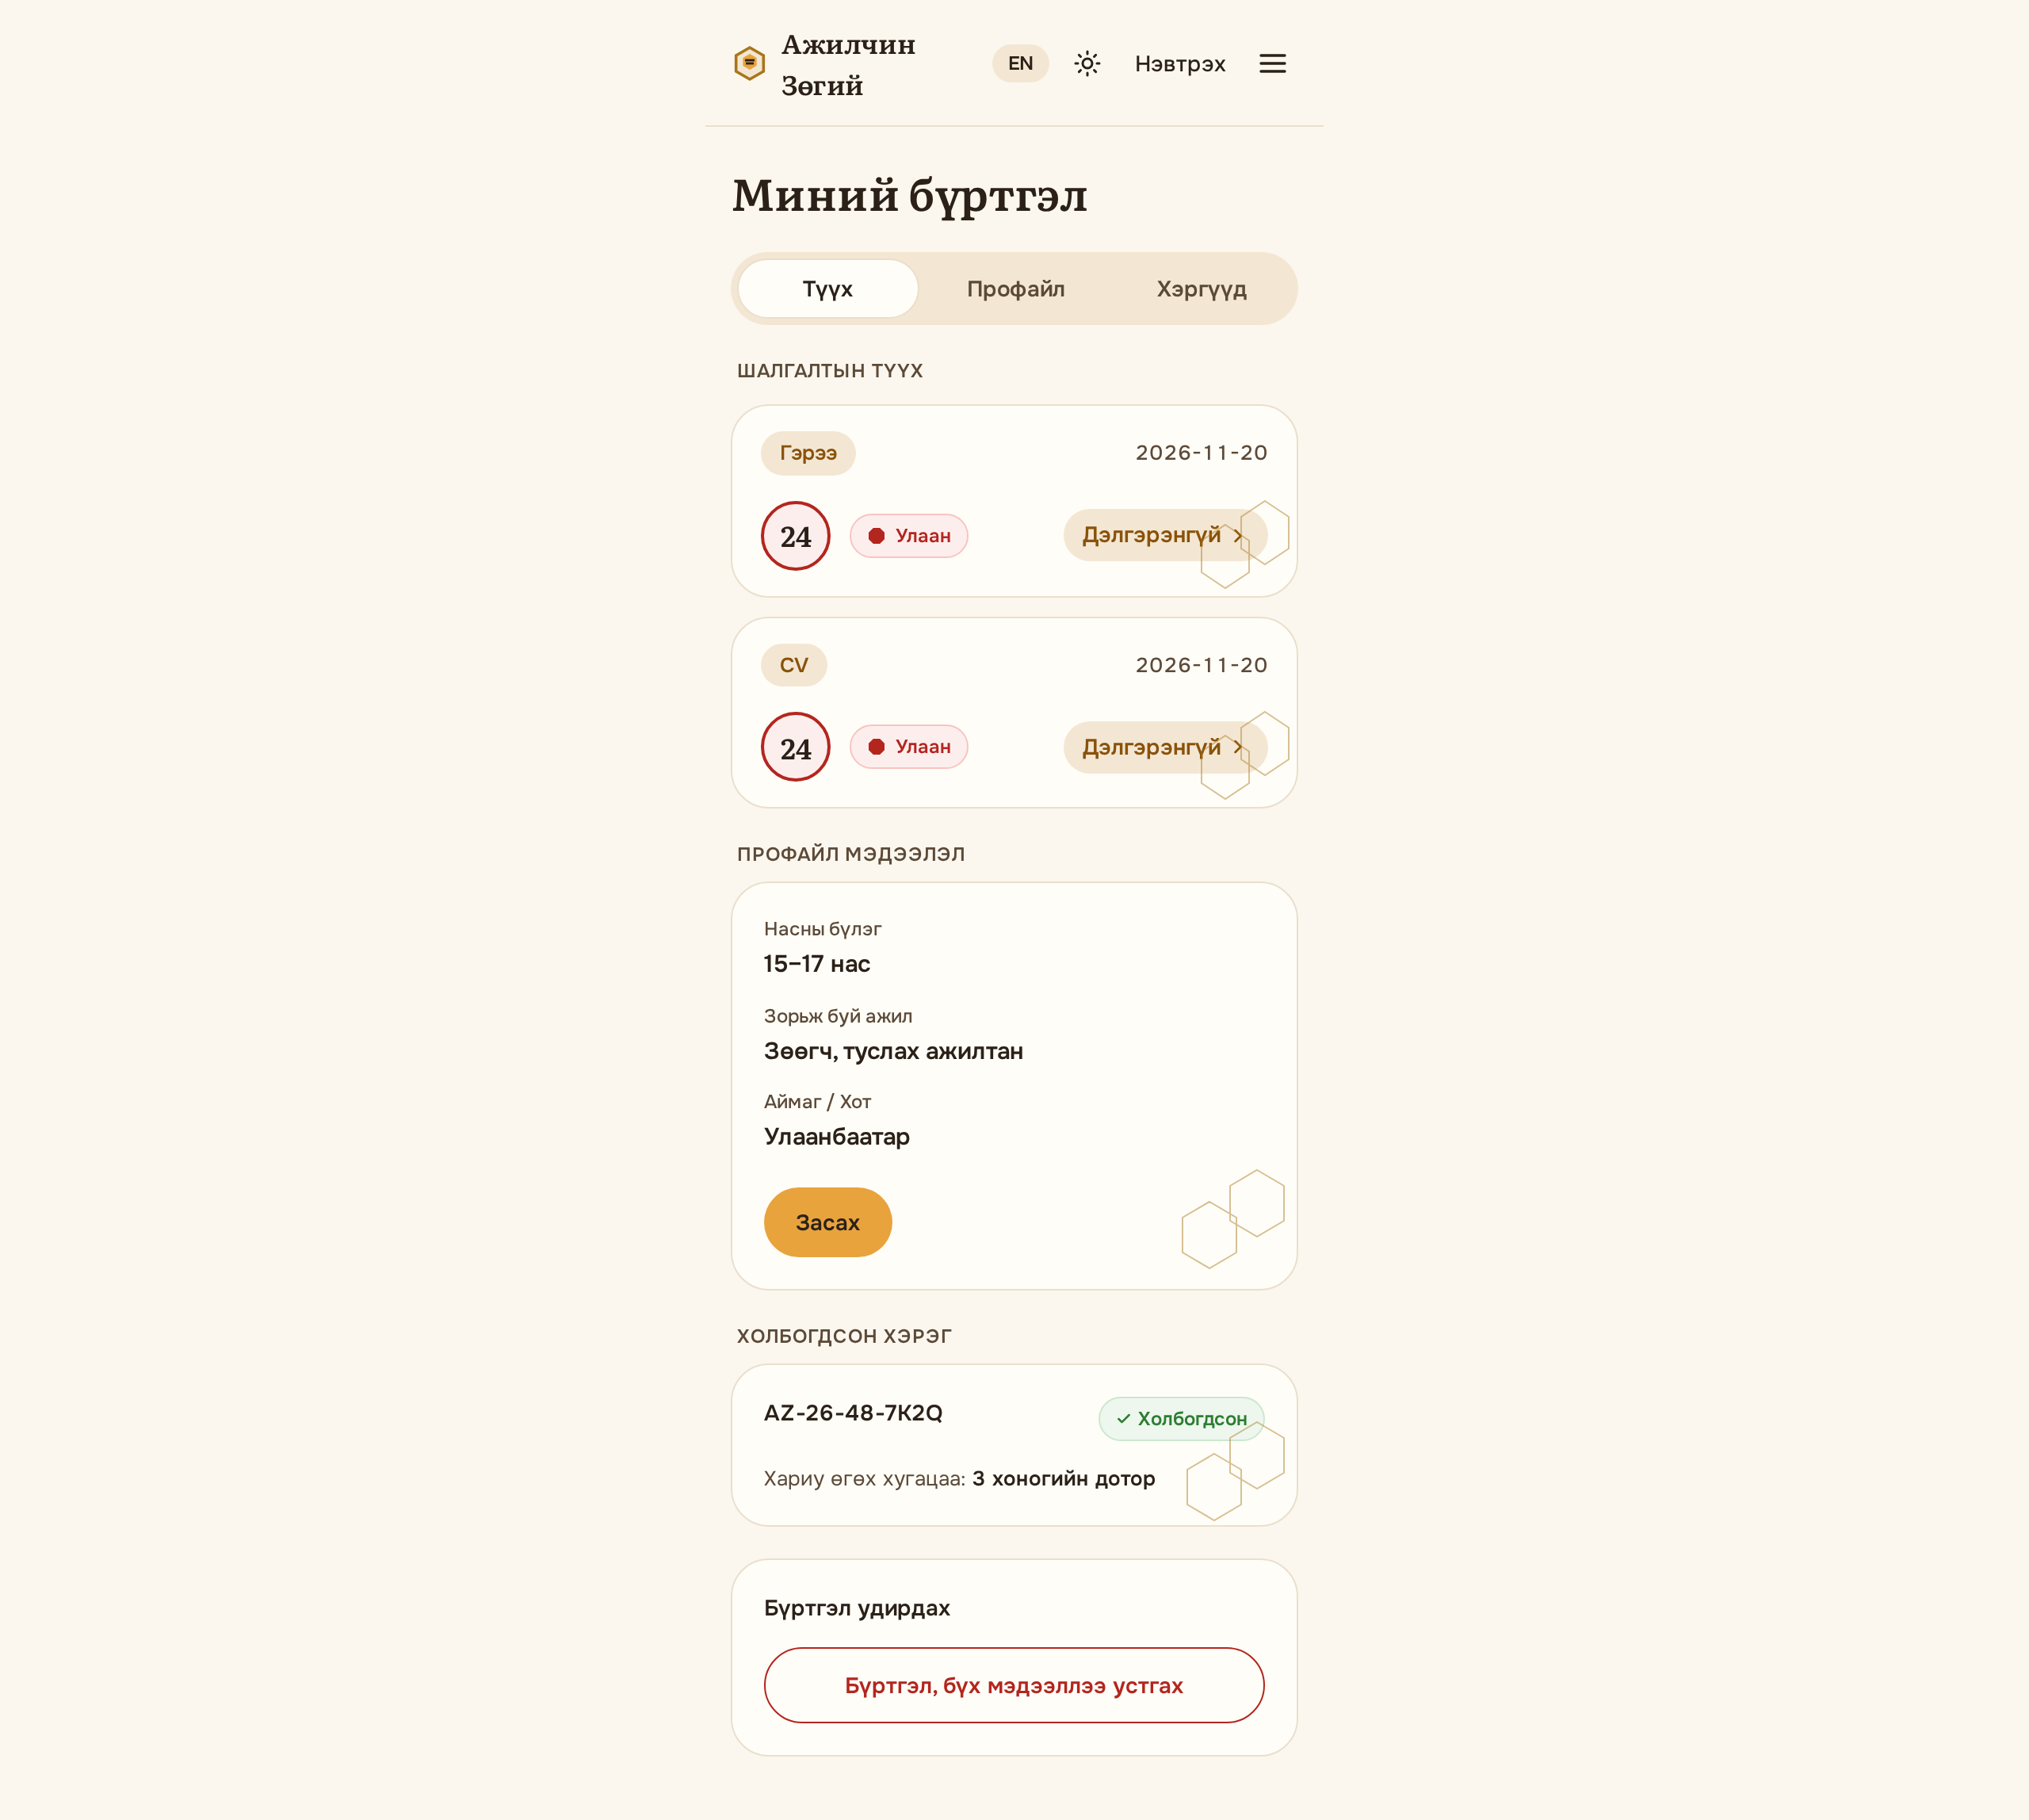 Ажилчин
Зөгий
EN
Нэвтрэх
Миний бүртгэл
Түүх
Профайл
Хэргүүд
ШАЛГАЛТЫН ТҮҮХ
Гэрээ
2026-11-20
24
Улаан
Дэлгэрэнгүй
CV
2026-11-20
24
Улаан
Дэлгэрэнгүй
ПРОФАЙЛ МЭДЭЭЛЭЛ
Насны бүлэг
15–17 нас
Зорьж буй ажил
Зөөгч, туслах ажилтан
Аймаг / Хот
Улаанбаатар
Засах
ХОЛБОГДСОН ХЭРЭГ
AZ-26-48-7K2Q
Холбогдсон
Хариу өгөх хугацаа: 3 хоногийн дотор
Бүртгэл удирдах
Бүртгэл, бүх мэдээллээ устгах